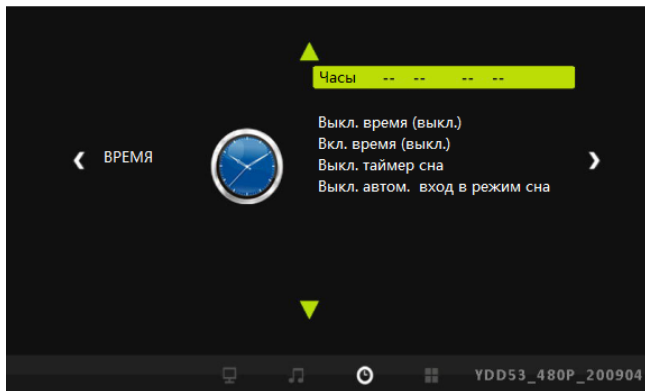 Часы -- -- -- --
Выкл. время (выкл.)
ВРЕМЯ
Вкл. время (выкл.)
Выкл. таймер сна
Выкл. автом. вход в режим сна
YDD53_480P_200904